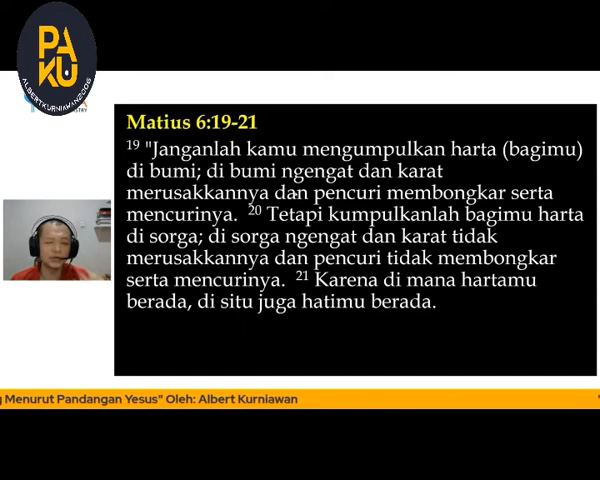 PA
KU
ALBERTKURNIAWAN2006
Matius 6:19-21
19 "Janganlah kamu mengumpulkan harta (bagimu)
di bumi; di bumi ngengat dan karat
merusakkannya dan pencuri membongkar serta
mencurinya. 20 Tetapi kumpulkanlah bagimu harta
di sorga; di sorga ngengat dan karat tidak
merusakkannya dan pencuri tidak membongkar
serta mencurinya. 21 Karena di mana hartamu
berada, di situ juga hatimu berada.
g Menurut Pandangan Yesus" Oleh: Albert Kurniawan